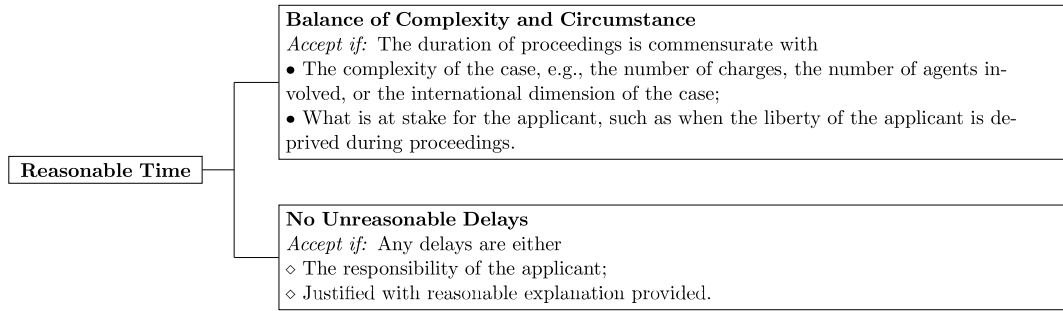 Balance of Complexity and Circumstance
Accept if: The duration of proceedings is commensurate with
• The complexity of the case, e.g., the number of charges, the number of agents in-
volved, or the international dimension of the case;
• What is at stake for the applicant, such as when the liberty of the applicant is de-
prived during proceedings.
Reasonable Time
No Unreasonable Delays
Accept if: Any delays are either
⋄ The responsibility of the applicant;
⋄ Justified with reasonable explanation provided.